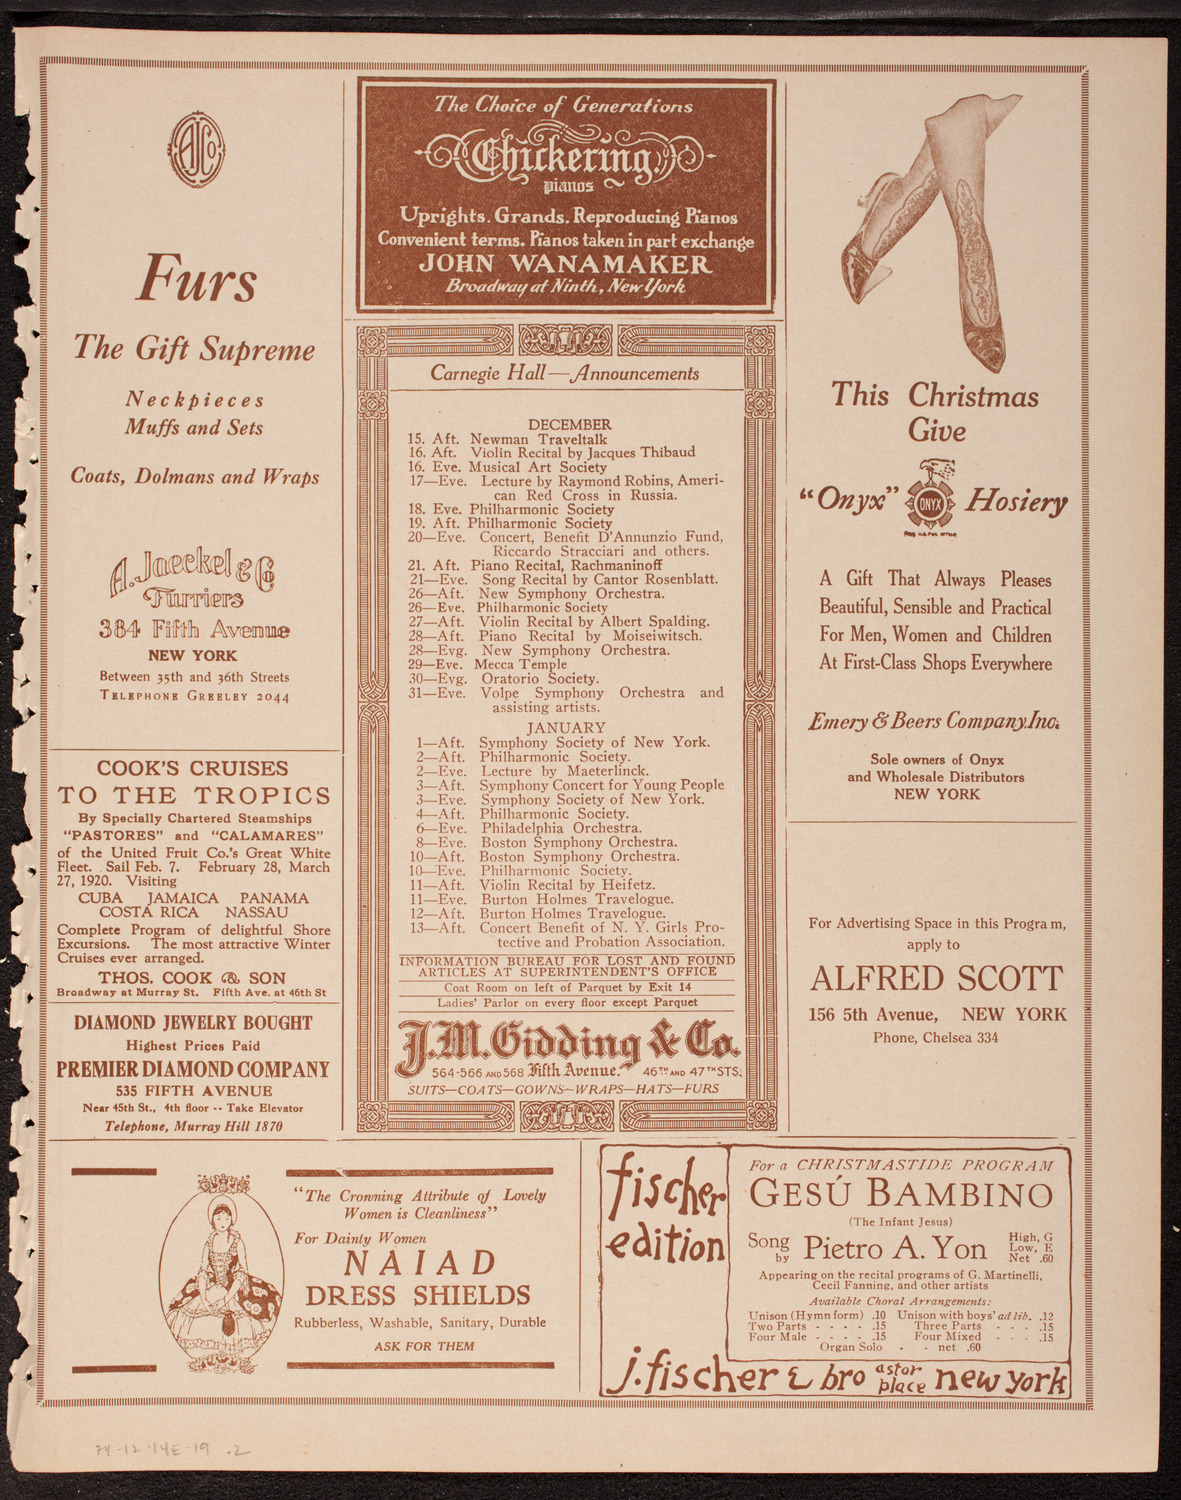 AJCo
Furs
The Gift Supreme
Neckpieces
Muffs and Sets
Coats, Dolmans and Wraps
A. Jaeckel & Co
Furriers
384 Fifth Avenue
NEW YORK
Between 35th and 36th Streets
TELEPHONE GREELEY 2044
COOK'S CRUISES
TO THE TROPICS
By Specially Chartered Steamships
"PASTORES" and "CALAMARES"
of the United Fruit Co.'s Great White
Fleet. Sail Feb. 7. February 28, March
27, 1920. Visiting
CUBA JAMAICA PANAMA
COSTA RICA NASSAU
Complete Program of delightful Shore
Excursions. The most attractive Winter
Cruises ever arranged.
THOS. COOK & SON
Broadway at Murray St. Fifth Ave. at 46th St
DIAMOND JEWELRY BOUGHT
Highest Prices Paid
PREMIER DIAMOND COMPANY
535 FIFTH AVENUE
Near 45th St., 4th floor -- Take Elevator
Telephone, Murray Hill 1870
The Choice of Generations
Chickering
pianos
Uprights. Grands. Reproducing Pianos
Convenient terms. Pianos taken in part exchange
JOHN WANAMAKER
Broadway at Ninth, New York
Carnegie Hall—Announcements
DECEMBER
15. Aft. Newman Traveltalk
16. Aft. Violin Recital by Jacques Thibaud
16. Eve. Musical Art Society
17—Eve. Lecture by Raymond Robins, Ameri-
can Red Cross in Russia.
18. Eve. Philharmonic Society
19. Aft. Philharmonic Society
20—Eve. Concert, Benefit D'Annunzio Fund,
Riccardo Stracciari and others.
21. Aft. Piano Recital, Rachmaninoff
21—Eve. Song Recital by Cantor Rosenblatt.
26—Aft. New Symphony Orchestra.
26—Eve. Philharmonic Society
27—Aft. Violin Recital by Albert Spalding.
28—Aft. Piano Recital by Moiseiwitsch.
28—Evg. New Symphony Orchestra.
29—Eve. Mecca Temple
30—Evg. Oratorio Society.
31—Eve. Volpe Symphony Orchestra and
assisting artists.
JANUARY
1—Aft. Symphony Society of New York.
2—Aft. Philharmonic Society.
2—Eve. Lecture by Maeterlinck.
3—Aft. Symphony Concert for Young People
3—Eve. Symphony Society of New York.
4—Aft. Philharmonic Society.
6—Eve. Philadelphia Orchestra.
8—Eve. Boston Symphony Orchestra.
10—Aft. Boston Symphony Orchestra.
10—Eve. Philharmonic Society.
11—Aft. Violin Recital by Heifetz.
11—Eve. Burton Holmes Travelogue.
12—Aft. Burton Holmes Travelogue.
13—Aft. Concert Benefit of N. Y. Girls Pro-
tective and Probation Association.
INFORMATION BUREAU FOR LOST AND FOUND
ARTICLES AT SUPERINTENDENT'S OFFICE
Coat Room on left of Parquet by Exit 14
Ladies' Parlor on every floor except Parquet
J.M. Gidding & Co.
564-566 AND 568 Fifth Avenue. 46TH AND 47TH STS.
SUITS—COATS—GOWNS—WRAPS—HATS—FURS
This Christmas
Give
"Onyx" ONYX Hosiery
REG. U.S. PAT. OFFICE
A Gift That Always Pleases
Beautiful, Sensible and Practical
For Men, Women and Children
At First-Class Shops Everywhere
Emery & Beers Company, Inc.
Sole owners of Onyx
and Wholesale Distributors
NEW YORK
For Advertising Space in this Program,
apply to
ALFRED SCOTT
156 5th Avenue, NEW YORK
Phone, Chelsea 334
"The Crowning Attribute of Lovely
Women is Cleanliness"
For Dainty Women
NAIAD
DRESS SHIELDS
Rubberless, Washable, Sanitary, Durable
ASK FOR THEM
fischer
edition
For a CHRISTMASTIDE PROGRAM
GESÚ BAMBINO
(The Infant Jesus)
Song by Pietro A. Yon High, G Low, E Net .60
Appearing on the recital programs of G. Martinelli,
Cecil Fanning, and other artists
Available Choral Arrangements:
Unison (Hymn form) .10 Unison with boys' ad lib. .12
Two Parts - - - - .15 Three Parts - - - .15
Four Male - - - - .15 Four Mixed - - - .15
Organ Solo - - net .60
j. fischer & bro astor place new york
74-12-14E-19 .2